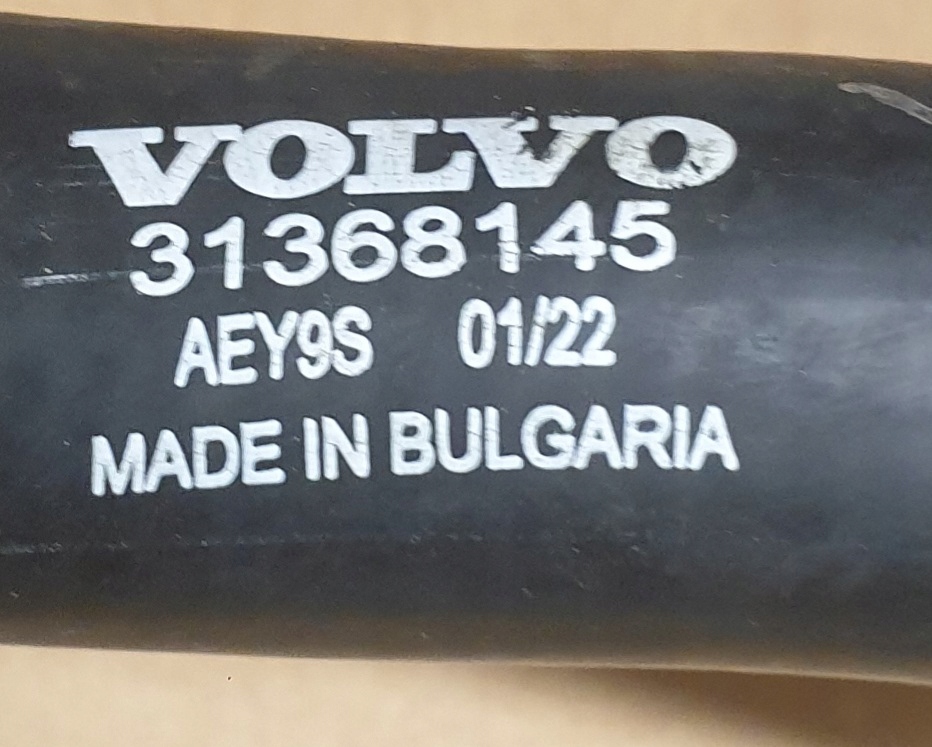 VOLVO
31368145
AEY9S 01/22
MADE IN BULGARIA